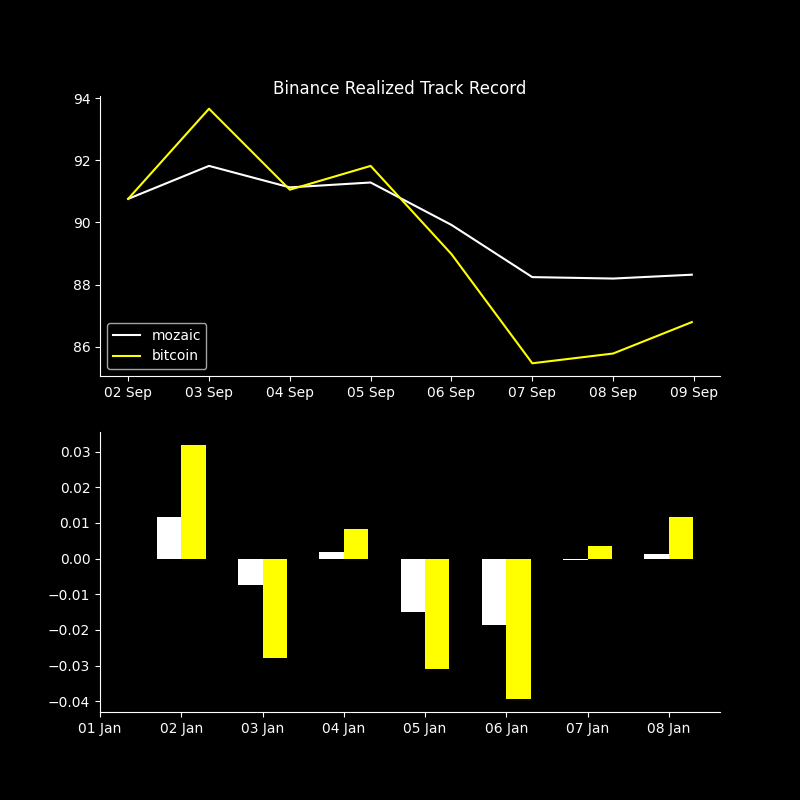 Binance Realized Track Record
94
92
90
88
86
mozaic
bitcoin
02 Sep 03 Sep 04 Sep 05 Sep 06 Sep 07 Sep 08 Sep 09 Sep
0.03
0.02
0.01
0.00
−0.01
−0.02
−0.03
−0.04
01 Jan 02 Jan 03 Jan 04 Jan 05 Jan 06 Jan 07 Jan 08 Jan